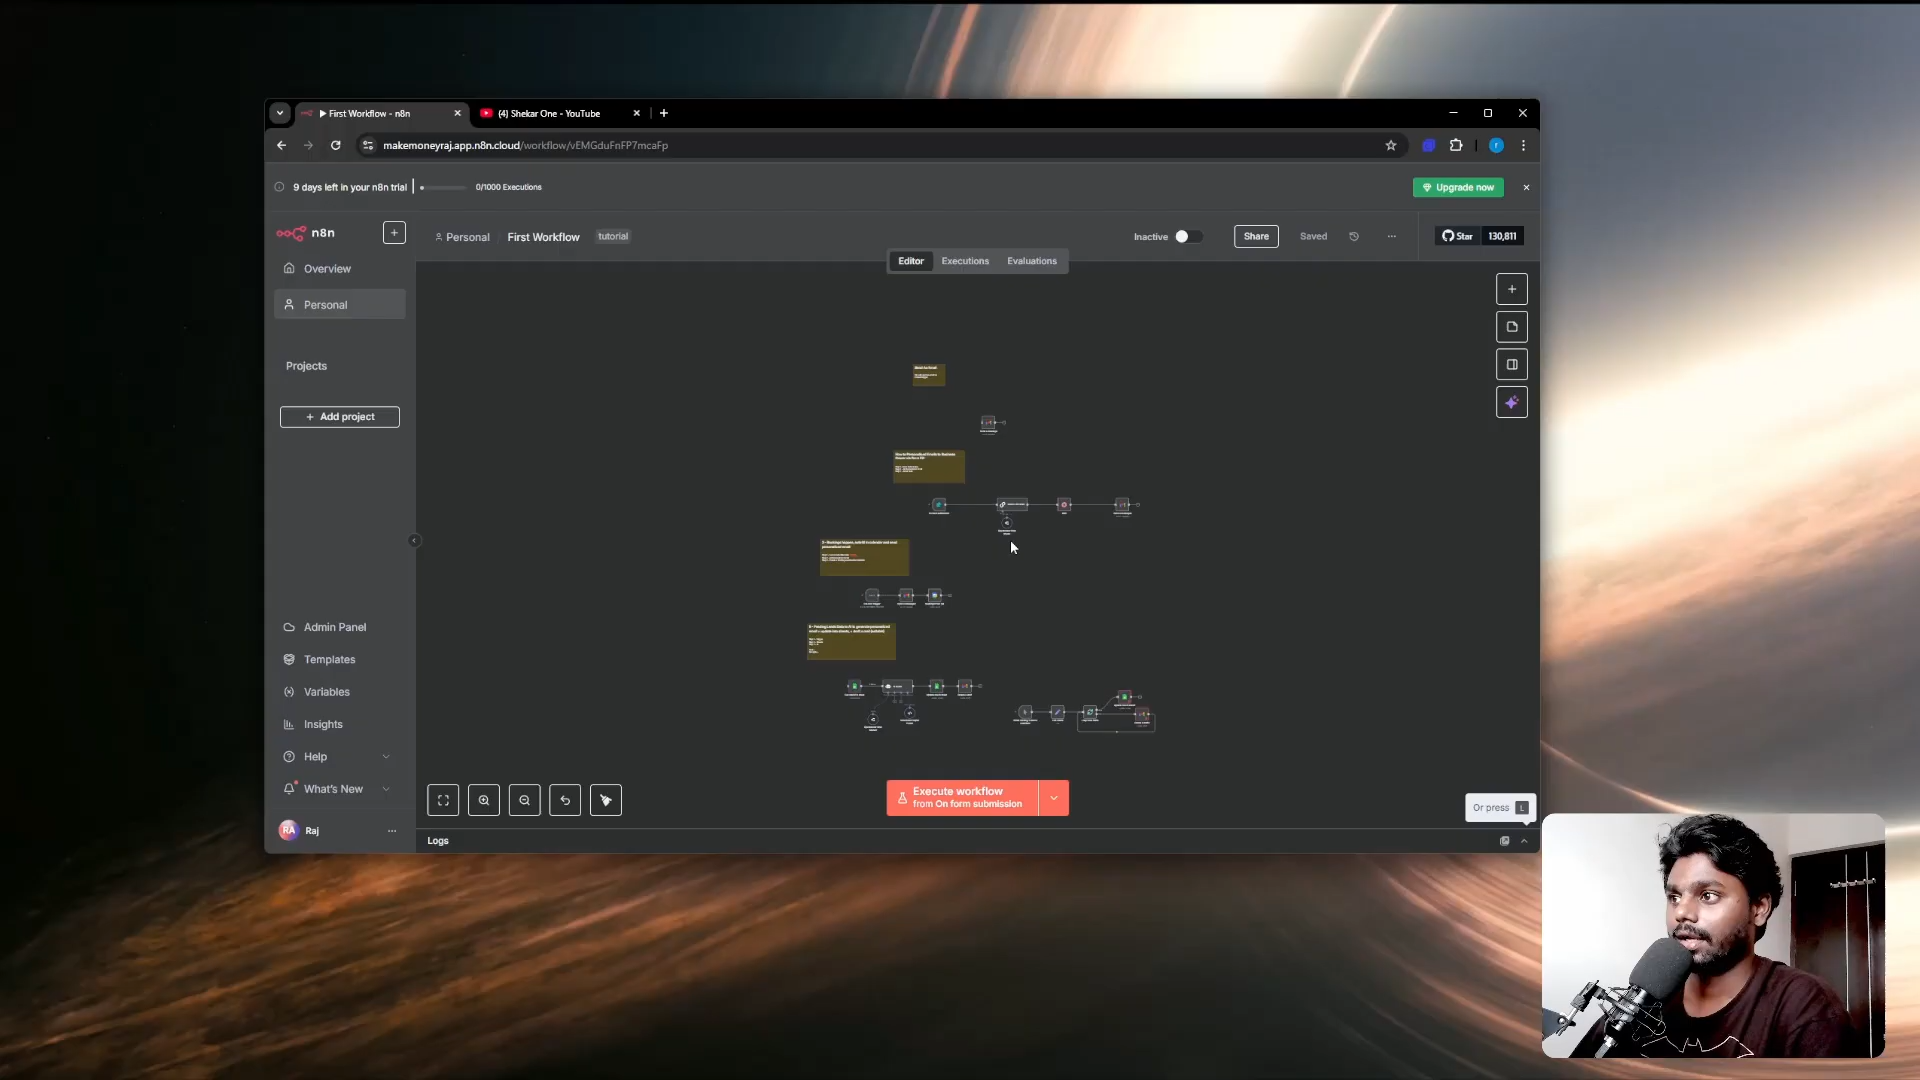 First Workflow - n8n
(4) Shekar One - YouTube
makemoneyraj.app.n8n.cloud/workflow/vEMGduFnFP7mcaFp
9 days left in your n8n trial
0/1000 Executions
Upgrade now
n8n
Personal
First Workflow
tutorial
Inactive
Share
Saved
Star
130,811
Editor
Executions
Evaluations
Overview
Personal
Projects
+ Add project
Admin Panel
Templates
Variables
Insights
Help
What's New
RA
Raj
Execute workflow
from On form submission
Or press L
Logs